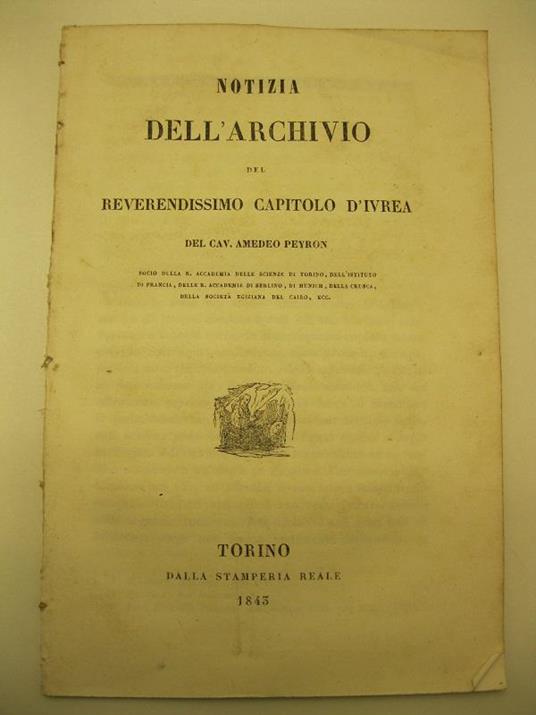 NOTIZIA
DELL'ARCHIVIO
DEL
REVERENDISSIMO CAPITOLO D'IVREA
DEL CAV. AMEDEO PEYRON
SOCIO DELLA R. ACCADEMIA DELLE SCIENZE DI TORINO, DELL'ISTITUTO
DI FRANCIA, DELLE R. ACCADEMIE DI BERLINO, DI MUNICH, DELLA CRUSCA,
DELLA SOCIETÀ EGIZIANA DEL CAIRO, ECC.
TORINO
DALLA STAMPERIA REALE
1843